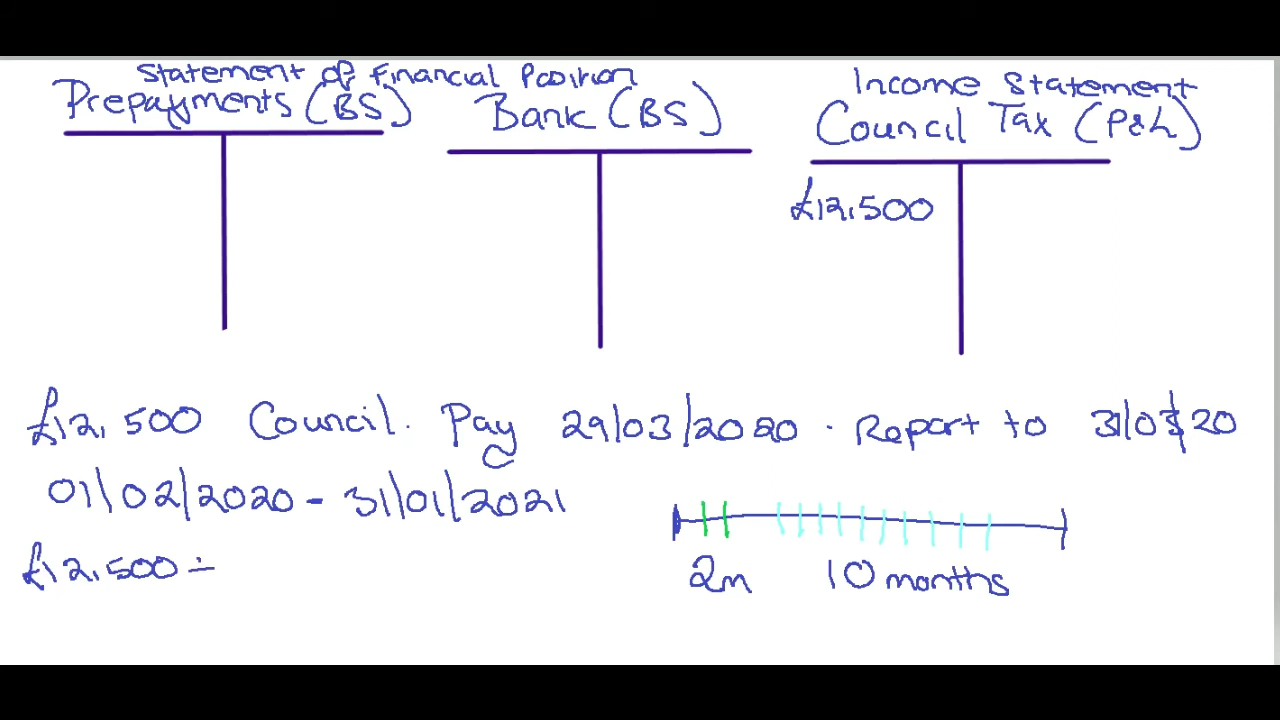 Statement of Financial Position
Prepayments (BS)
Bank (BS)
Income Statement
Council Tax (P&L)
£12,500
£12,500 Council. Pay 29/03/2020. Report to 31/03/20
01/02/2020 - 31/01/2021
2m 10 months
£12,500 ÷